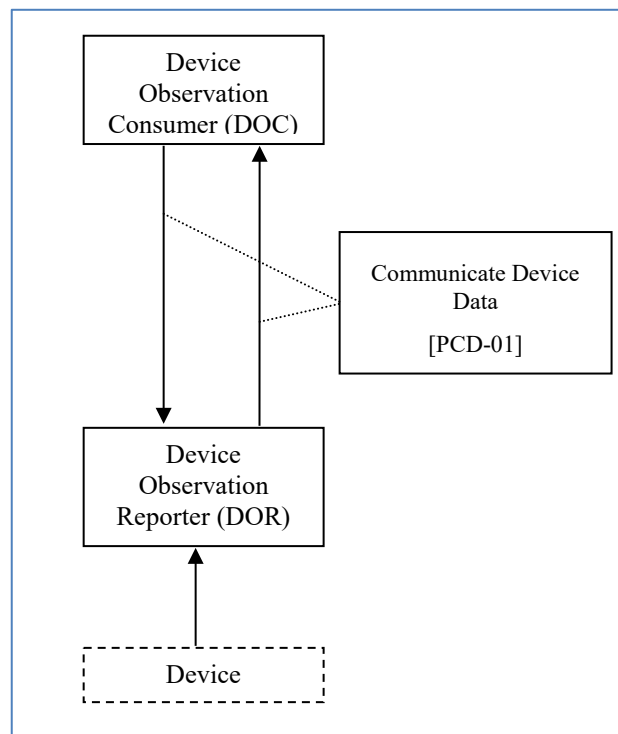 Device
Observation
Consumer (DOC)
Communicate Device
Data
[PCD-01]
Device
Observation
Reporter (DOR)
Device